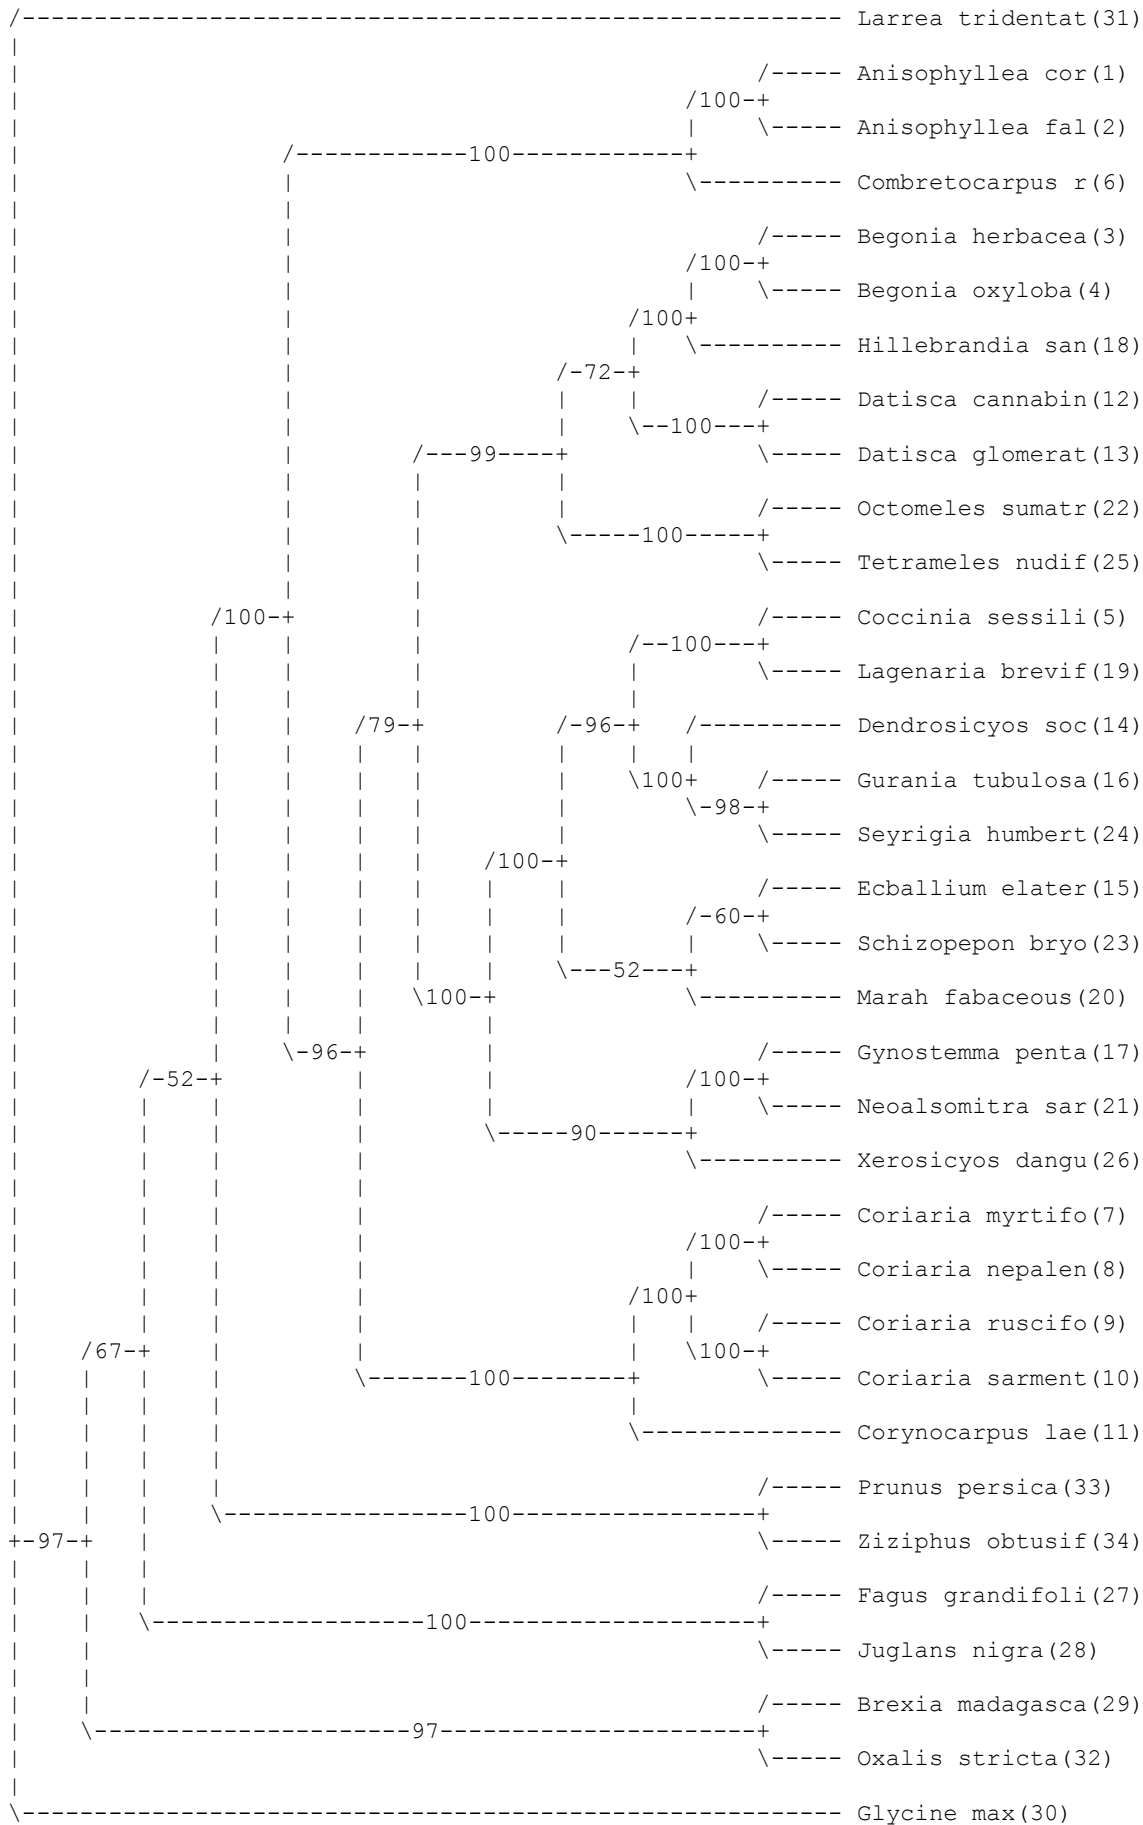 Larrea tridentat(31)
Anisophyllea cor(1)
100
Anisophyllea fal(2)
100
Combretocarpus r(6)
Begonia herbacea(3)
100
Begonia oxyloba(4)
100
Hillebrandia san(18)
72
Datisca cannabin(12)
100
99
Datisca glomerat(13)
Octomeles sumatr(22)
100
Tetrameles nudif(25)
100
Coccinia sessili(5)
100
Lagenaria brevif(19)
79
96
Dendrosicyos soc(14)
100
Gurania tubulosa(16)
98
Seyrigia humbert(24)
100
Ecballium elater(15)
60
Schizopepon bryo(23)
52
100
Marah fabaceous(20)
96
Gynostemma penta(17)
52
100
Neoalsomitra sar(21)
90
Xerosicyos dangu(26)
Coriaria myrtifo(7)
100
Coriaria nepalen(8)
100
Coriaria ruscifo(9)
67
100
100
Coriaria sarment(10)
Corynocarpus lae(11)
Prunus persica(33)
100
97
Ziziphus obtusif(34)
Fagus grandifoli(27)
100
Juglans nigra(28)
Brexia madagasca(29)
97
Oxalis stricta(32)
Glycine max(30)